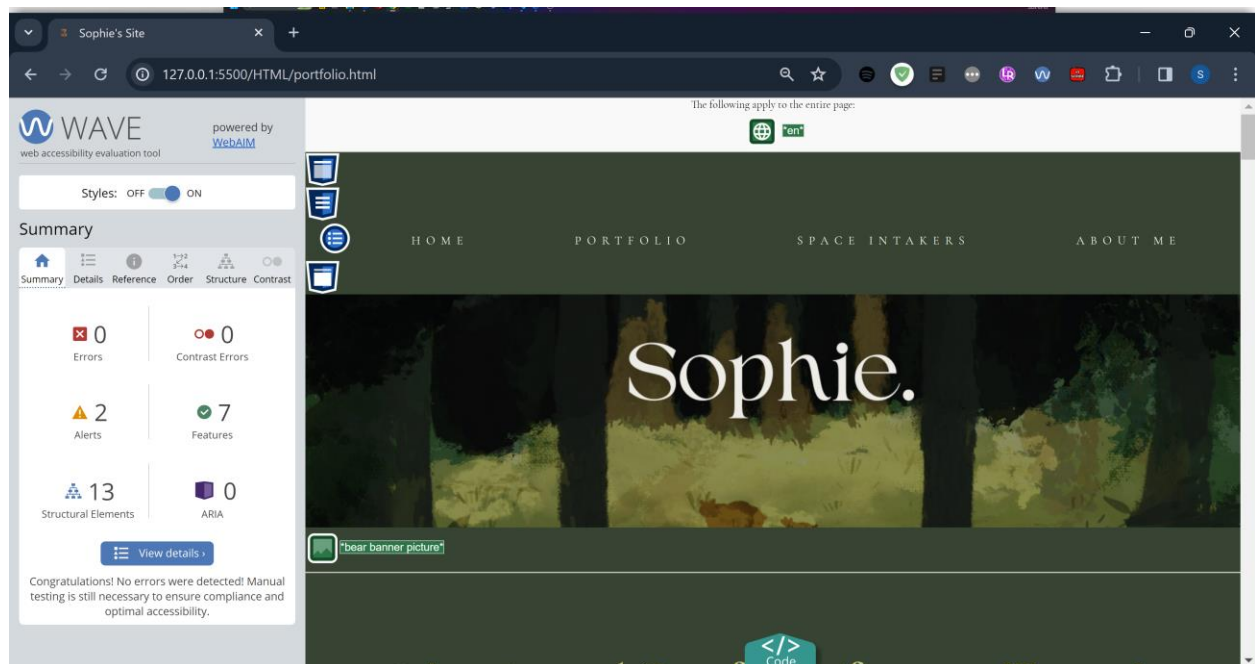 Sophie's Site
127.0.0.1:5500/HTML/portfolio.html
LR
S
WAVE
web accessibility evaluation tool
powered by
WebAIM
Styles: OFF ON
Summary
Summary Details Reference Order Structure Contrast
0
Errors
0
Contrast Errors
2
Alerts
7
Features
13
Structural Elements
0
ARIA
View details ›
Congratulations! No errors were detected! Manual
testing is still necessary to ensure compliance and
optimal accessibility.
The following apply to the entire page:
*en*
HOME PORTFOLIO SPACE INTAKERS ABOUT ME
Sophie.
*bear banner picture*
</>
Code